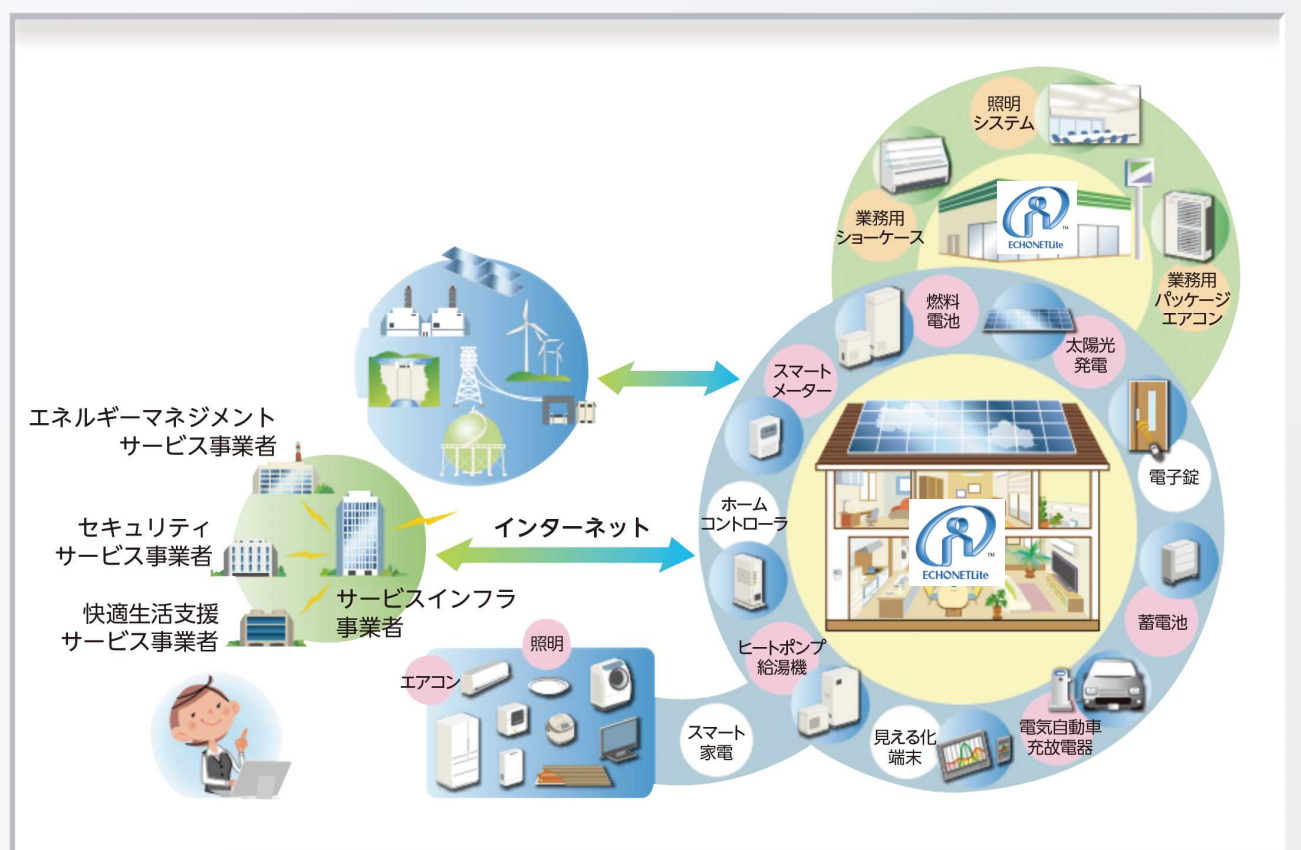 照明
システム
業務用
ショーケース
ECHONETLite
TM
業務用
パッケージ
エアコン
燃料
電池
太陽光
発電
スマート
メーター
電子錠
エネルギーマネジメント
サービス事業者
ホーム
コントローラ
セキュリティ
サービス事業者
インターネット
ECHONETLite
TM
快適生活支援
サービス事業者
サービスインフラ
事業者
蓄電池
照明
エアコン
ヒートポンプ
給湯機
スマート
家電
見える化
端末
電気自動車
充故電器